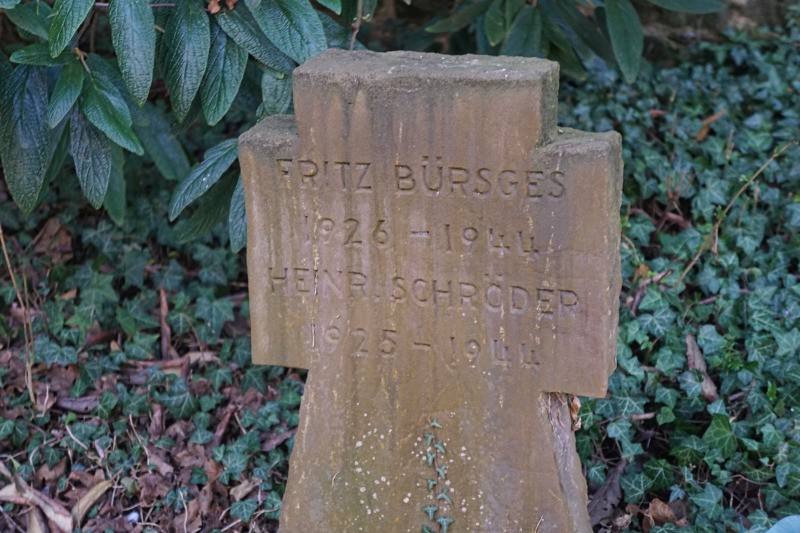 FRITZ BÜRSGES
1926 - 1944
HEINR. SCHRÖDER
1925 - 1944